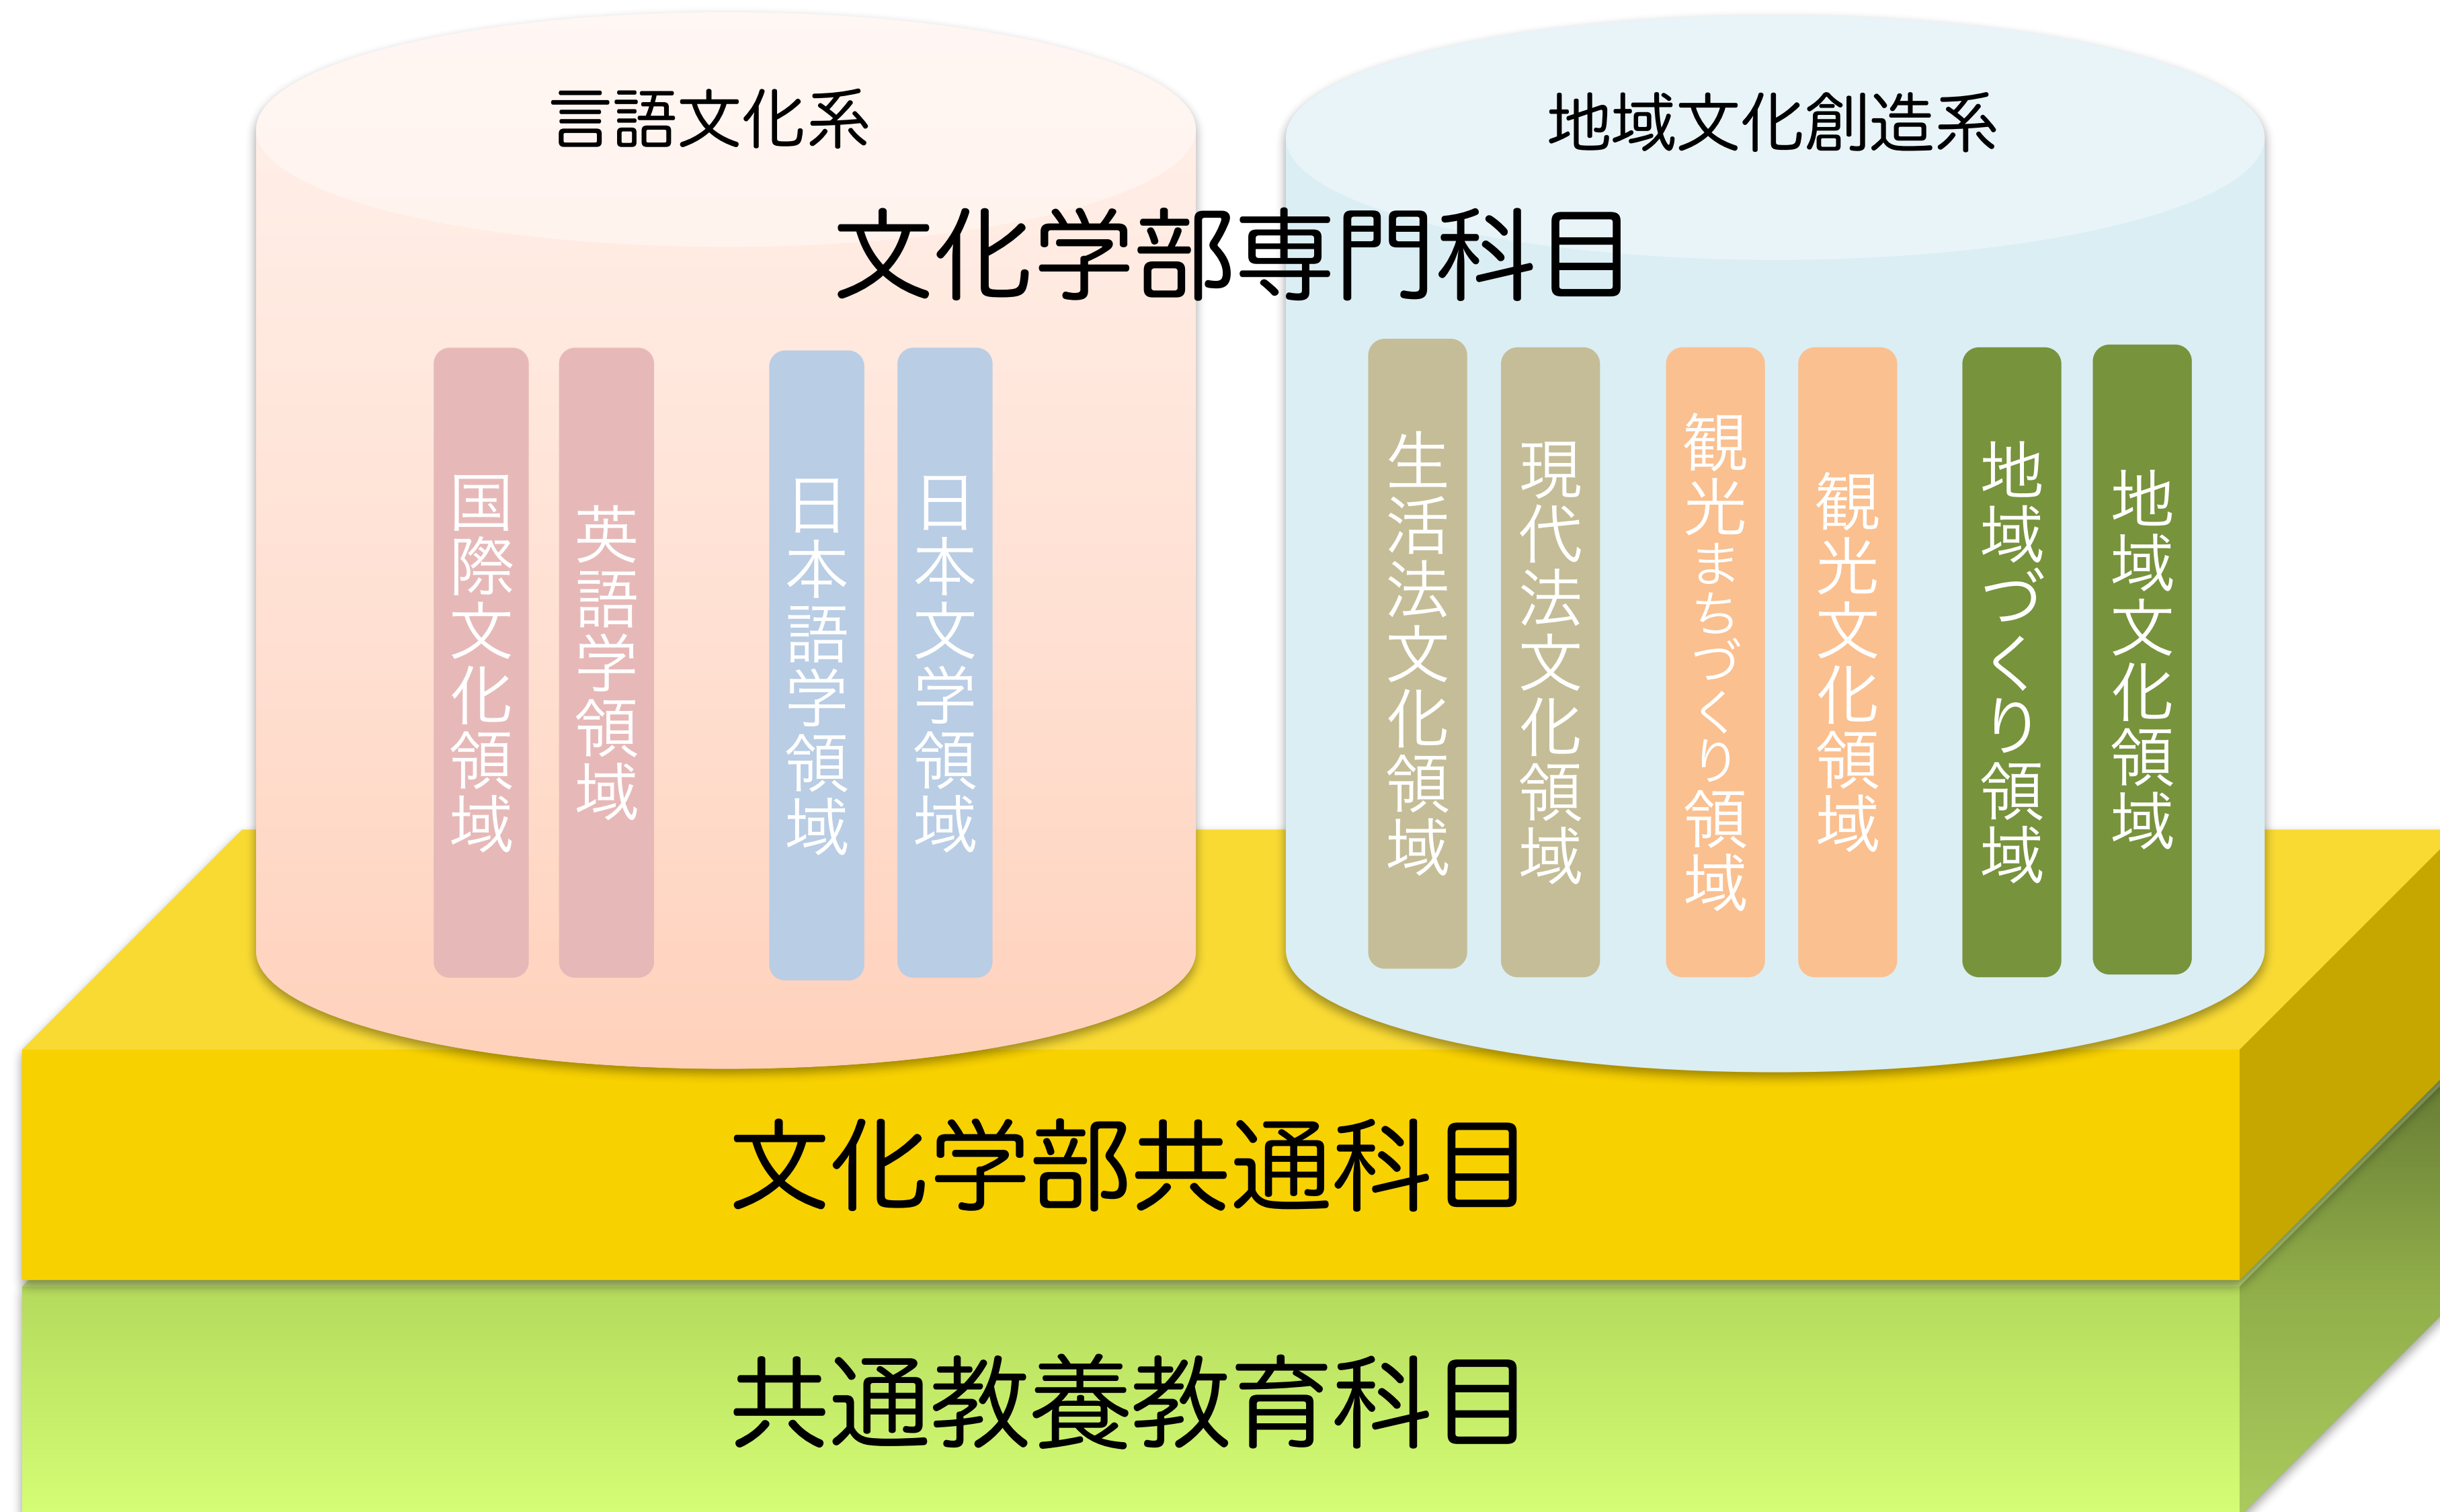 言語文化系
地域文化創造系
文化学部専門科目
国際文化領域
英語学領域
日本語学領域
日本文学領域
生活法文化領域
現代法文化領域
観光まちづくり領域
観光文化領域
地域づくり領域
地域文化領域
文化学部共通科目
共通教養教育科目